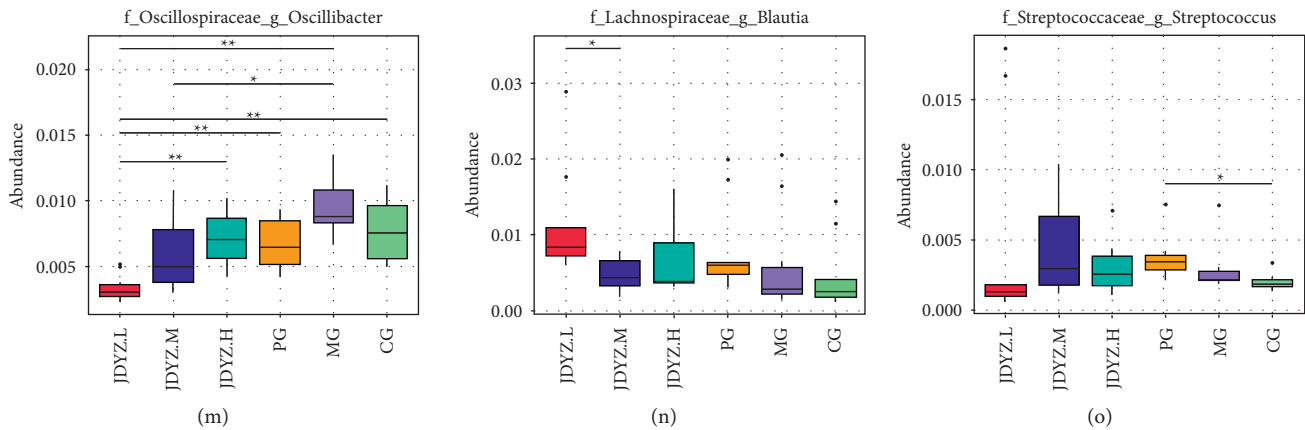 f_Oscillospiraceae_g_Oscillibacter
**
*
**
**
**
0.020
0.015
0.010
0.005
Abundance
JDYZ.L
JDYZ.M
JDYZ.H
PG
MG
CG
(m)
f_Lachnospiraceae_g_Blautia
*
0.03
0.02
0.01
0.00
Abundance
JDYZ.L
JDYZ.M
JDYZ.H
PG
MG
CG
(n)
f_Streptococcaceae_g_Streptococcus
*
0.015
0.010
0.005
0.000
Abundance
JDYZ.L
JDYZ.M
JDYZ.H
PG
MG
CG
(o)